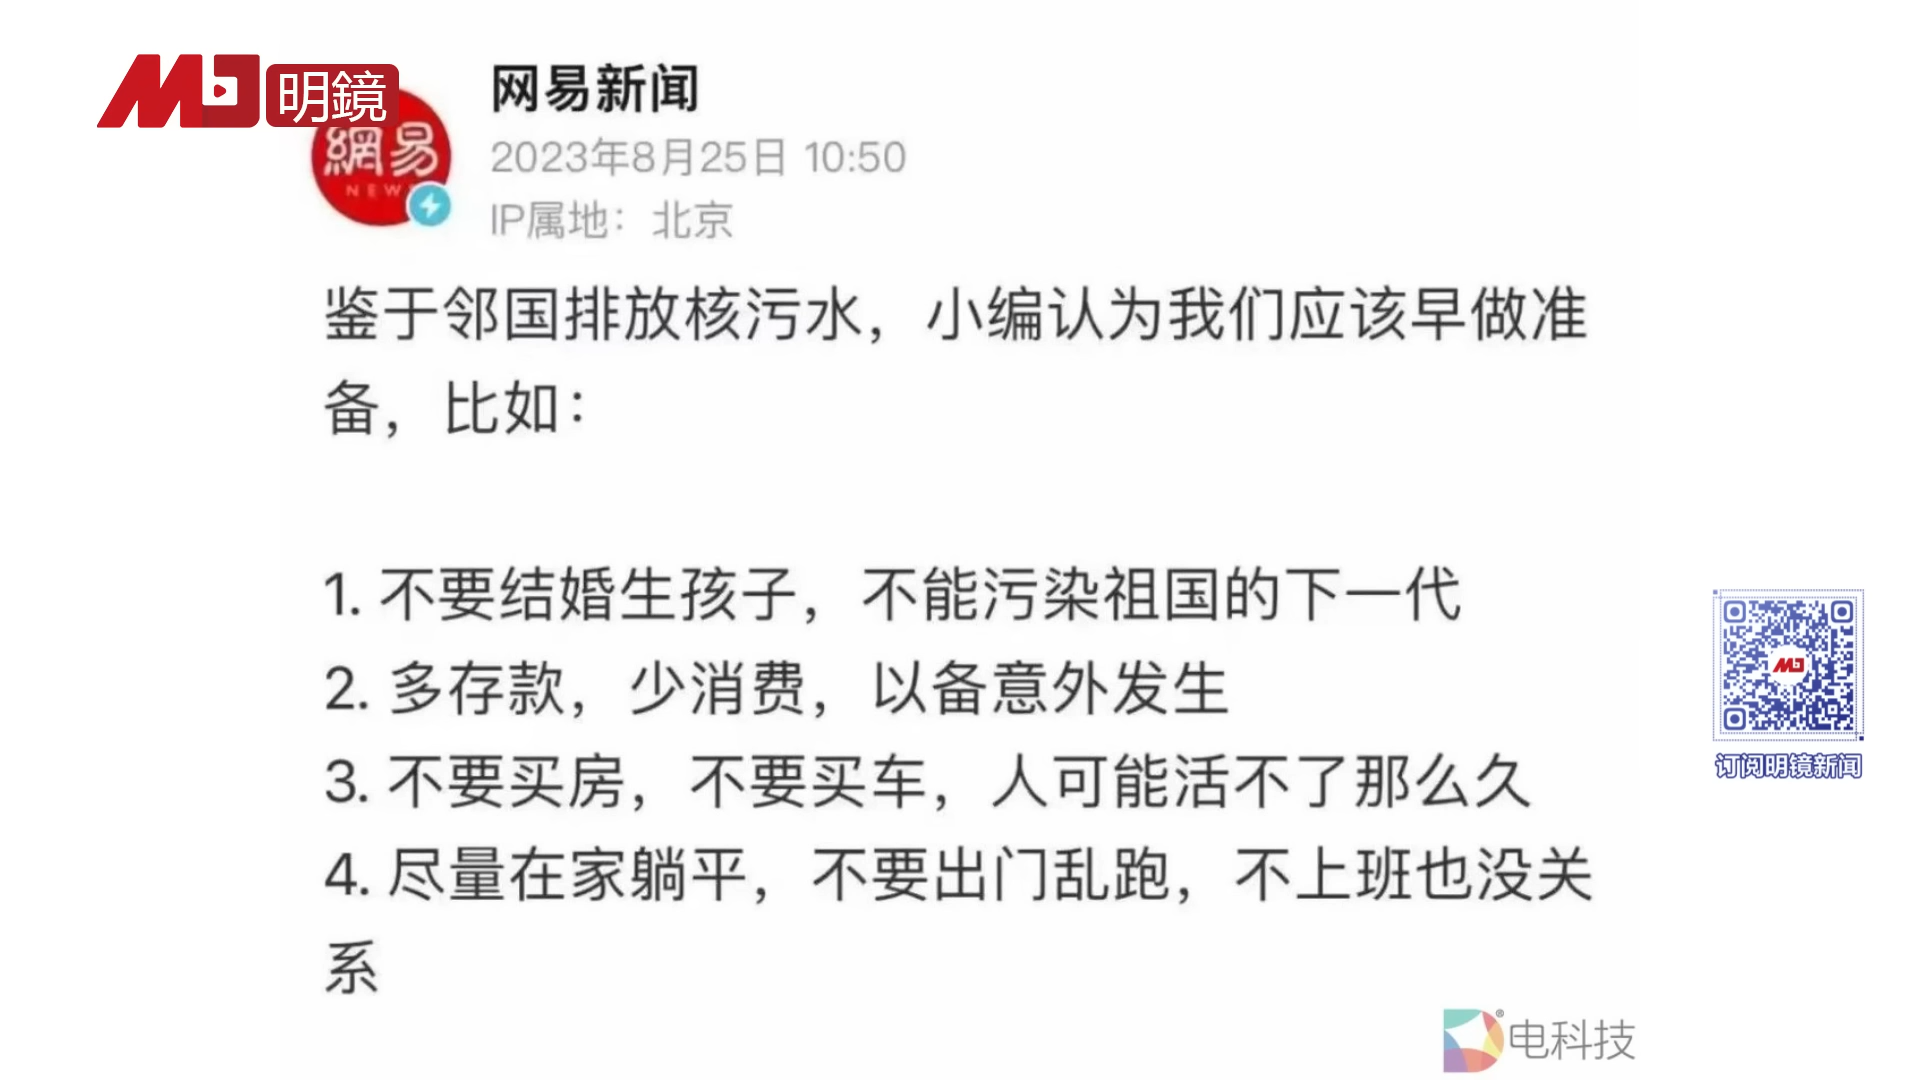 MJ 明鏡
網易
NEWS
网易新闻
2023年8月25日 10:50
IP属地：北京
鉴于邻国排放核污水，小编认为我们应该早做准
备，比如：
1. 不要结婚生孩子，不能污染祖国的下一代
2. 多存款，少消费，以备意外发生
3. 不要买房，不要买车，人可能活不了那么久
4. 尽量在家躺平，不要出门乱跑，不上班也没关
系
MJ
订阅明镜新闻
电科技